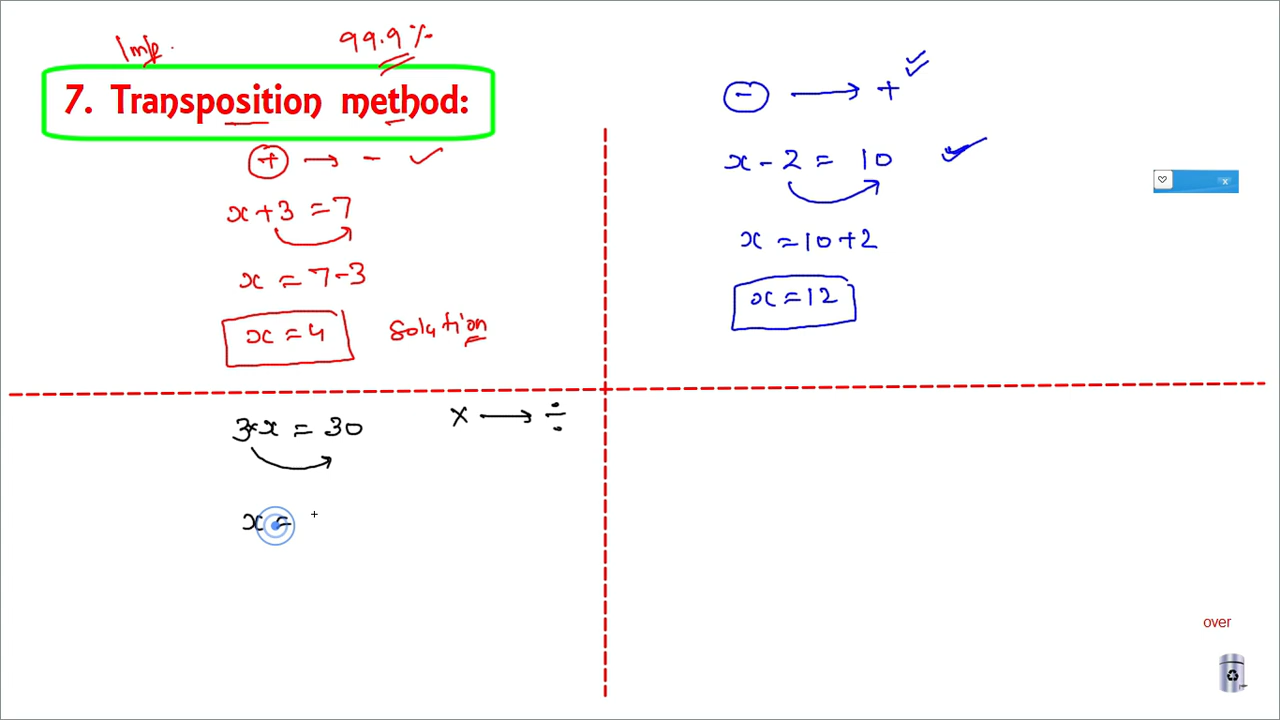 Imp.
99.9%
7. Transposition method:
+ → - ✓
x+3=7
x=7-3
x=4 Solution
- → +
x-2=10
x=10+2
x=12
3×x=30 × → ÷
x=
over